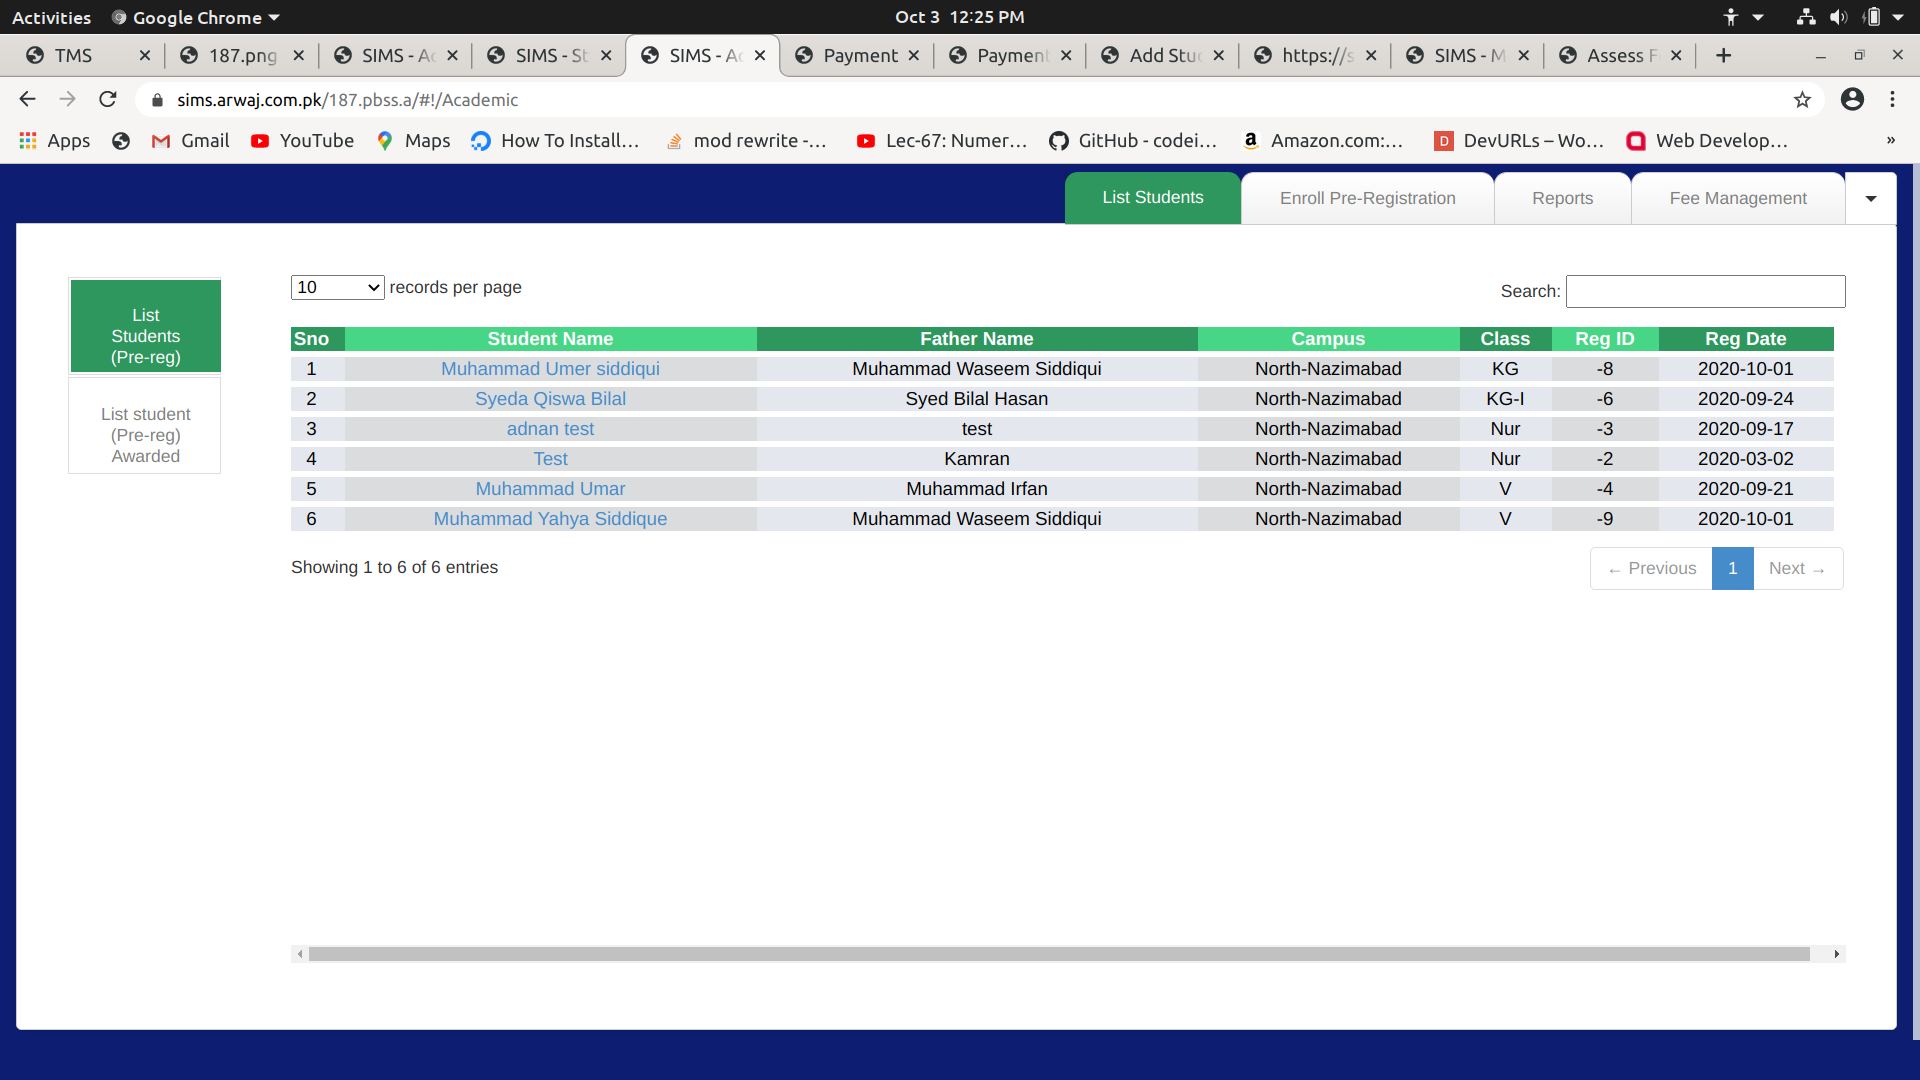 Activities Google Chrome Oct 3 12:25 PM
TMS 187.png SIMS - Ac SIMS - St SIMS - Ac Payment Payment Add Stu https://s SIMS - M Assess F
sims.arwaj.com.pk/187.pbss.a/#!/Academic
Apps Gmail YouTube Maps How To Install... mod rewrite -... Lec-67: Numer... GitHub - codei... Amazon.com:... DevURLs – Wo... Web Develop... »
List Students Enroll Pre-Registration Reports Fee Management
List
Students
(Pre-reg)
List student
(Pre-reg)
Awarded
10 records per page Search:
Sno Student Name Father Name Campus Class Reg ID Reg Date
1 Muhammad Umer siddiqui Muhammad Waseem Siddiqui North-Nazimabad KG -8 2020-10-01
2 Syeda Qiswa Bilal Syed Bilal Hasan North-Nazimabad KG-I -6 2020-09-24
3 adnan test test North-Nazimabad Nur -3 2020-09-17
4 Test Kamran North-Nazimabad Nur -2 2020-03-02
5 Muhammad Umar Muhammad Irfan North-Nazimabad V -4 2020-09-21
6 Muhammad Yahya Siddique Muhammad Waseem Siddiqui North-Nazimabad V -9 2020-10-01
Showing 1 to 6 of 6 entries ← Previous 1 Next →